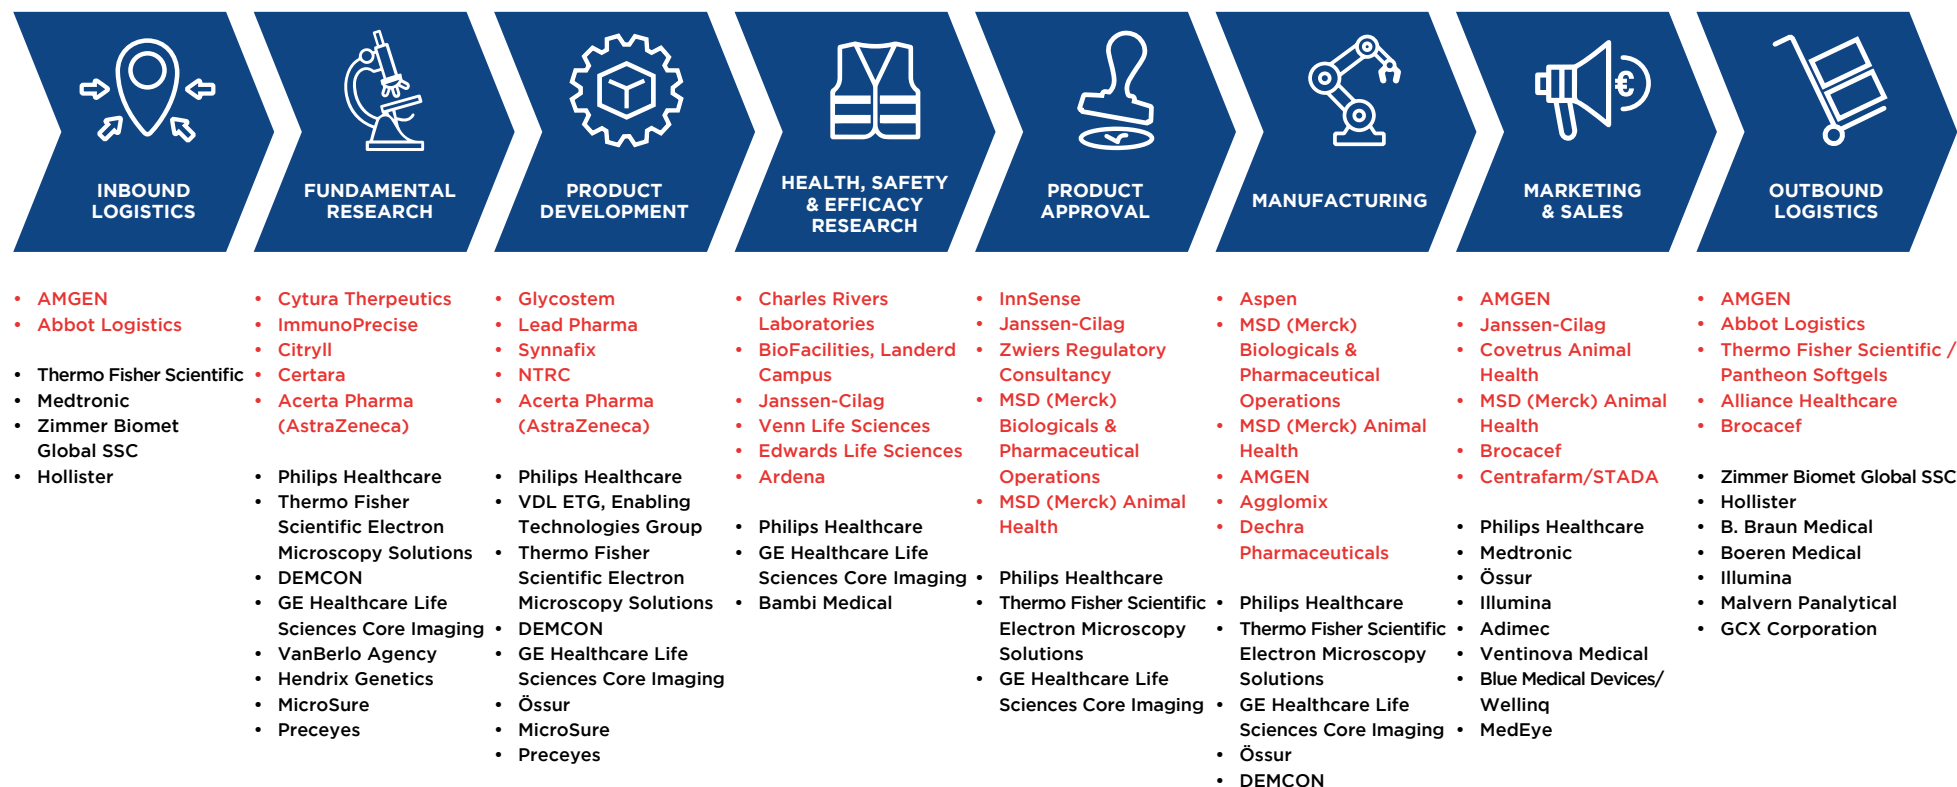 INBOUND
LOGISTICS
FUNDAMENTAL
RESEARCH
PRODUCT
DEVELOPMENT
HEALTH, SAFETY
& EFFICACY
RESEARCH
PRODUCT
APPROVAL
MANUFACTURING
€
MARKETING
& SALES
OUTBOUND
LOGISTICS
• AMGEN
• Abbot Logistics
• Thermo Fisher Scientific
• Medtronic
• Zimmer Biomet
Global SSC
• Hollister
• Cytura Therpeutics
• ImmunoPrecise
• Citryll
• Certara
• Acerta Pharma
(AstraZeneca)
• Philips Healthcare
• Thermo Fisher
Scientific Electron
Microscopy Solutions
• DEMCON
• GE Healthcare Life
Sciences Core Imaging
• VanBerlo Agency
• Hendrix Genetics
• MicroSure
• Preceyes
• Glycostem
• Lead Pharma
• Synnafix
• NTRC
• Acerta Pharma
(AstraZeneca)
• Philips Healthcare
• VDL ETG, Enabling
Technologies Group
• Thermo Fisher
Scientific Electron
Microscopy Solutions
• DEMCON
• GE Healthcare Life
Sciences Core Imaging
• Össur
• MicroSure
• Preceyes
• Charles Rivers
Laboratories
• BioFacilities, Landerd
Campus
• Janssen-Cilag
• Venn Life Sciences
• Edwards Life Sciences
• Ardena
• Philips Healthcare
• GE Healthcare Life
Sciences Core Imaging
• Bambi Medical
• InnSense
• Janssen-Cilag
• Zwiers Regulatory
Consultancy
• MSD (Merck)
Biologicals &
Pharmaceutical
Operations
• MSD (Merck) Animal
Health
• Philips Healthcare
• Thermo Fisher Scientific
Electron Microscopy
Solutions
• GE Healthcare Life
Sciences Core Imaging
• Aspen
• MSD (Merck)
Biologicals &
Pharmaceutical
Operations
• MSD (Merck) Animal
Health
• AMGEN
• Agglomix
• Dechra
Pharmaceuticals
• Philips Healthcare
• Thermo Fisher Scientific
Electron Microscopy
Solutions
• GE Healthcare Life
Sciences Core Imaging
• Össur
• DEMCON
• AMGEN
• Janssen-Cilag
• Covetrus Animal
Health
• MSD (Merck) Animal
Health
• Brocacef
• Centrafarm/STADA
• Philips Healthcare
• Medtronic
• Össur
• Illumina
• Adimec
• Ventinova Medical
• Blue Medical Devices/
Wellinq
• MedEye
• AMGEN
• Abbot Logistics
• Thermo Fisher Scientific /
Pantheon Softgels
• Alliance Healthcare
• Brocacef
• Zimmer Biomet Global SSC
• Hollister
• B. Braun Medical
• Boeren Medical
• Illumina
• Malvern Panalytical
• GCX Corporation